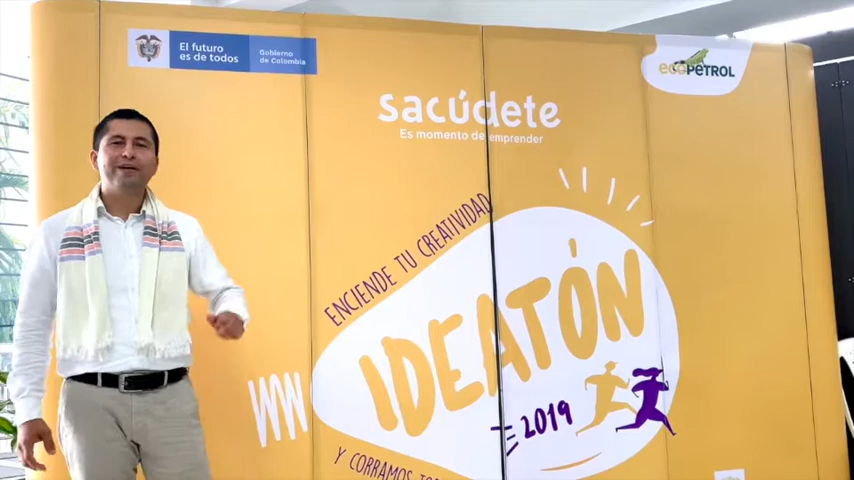 El futuro
es de todos
Gobierno
de Colombia
ecopetrol
sacúdete
Es momento de emprender
ENCIENDE TU CREATIVIDAD
IDEATÓN
2019
Y CORRAMOS